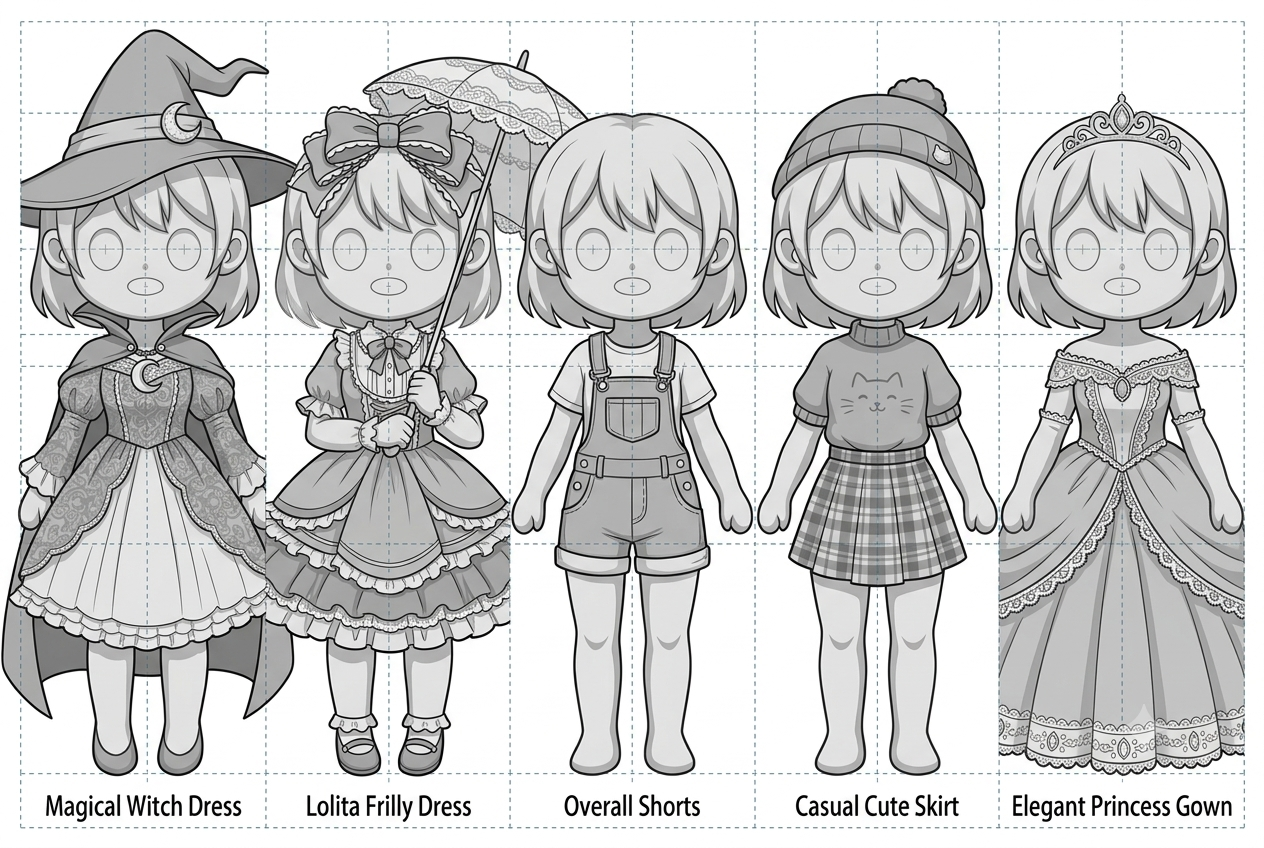 Magical Witch Dress
Lolita Frilly Dress
Overall Shorts
Casual Cute Skirt
Elegant Princess Gown